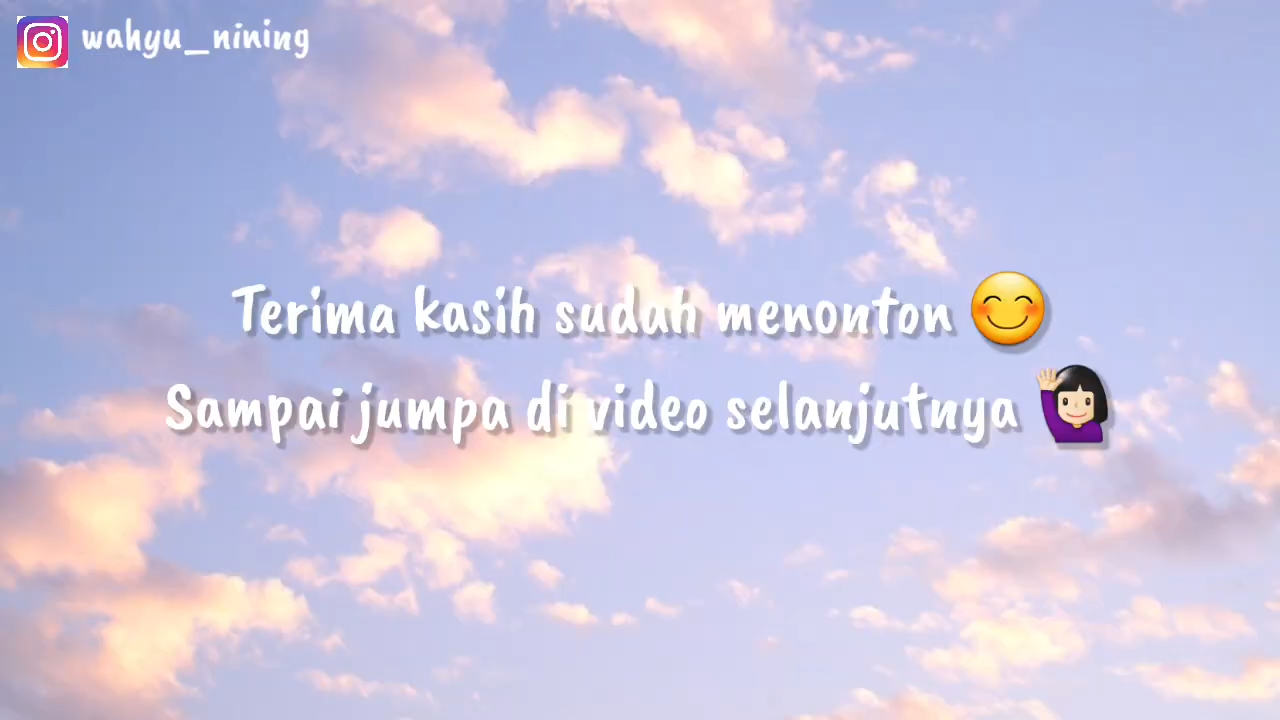 wahyu_nining
Terima kasih sudah menonton 😊
Sampai jumpa di video selanjutnya 🙋🏻‍♀️